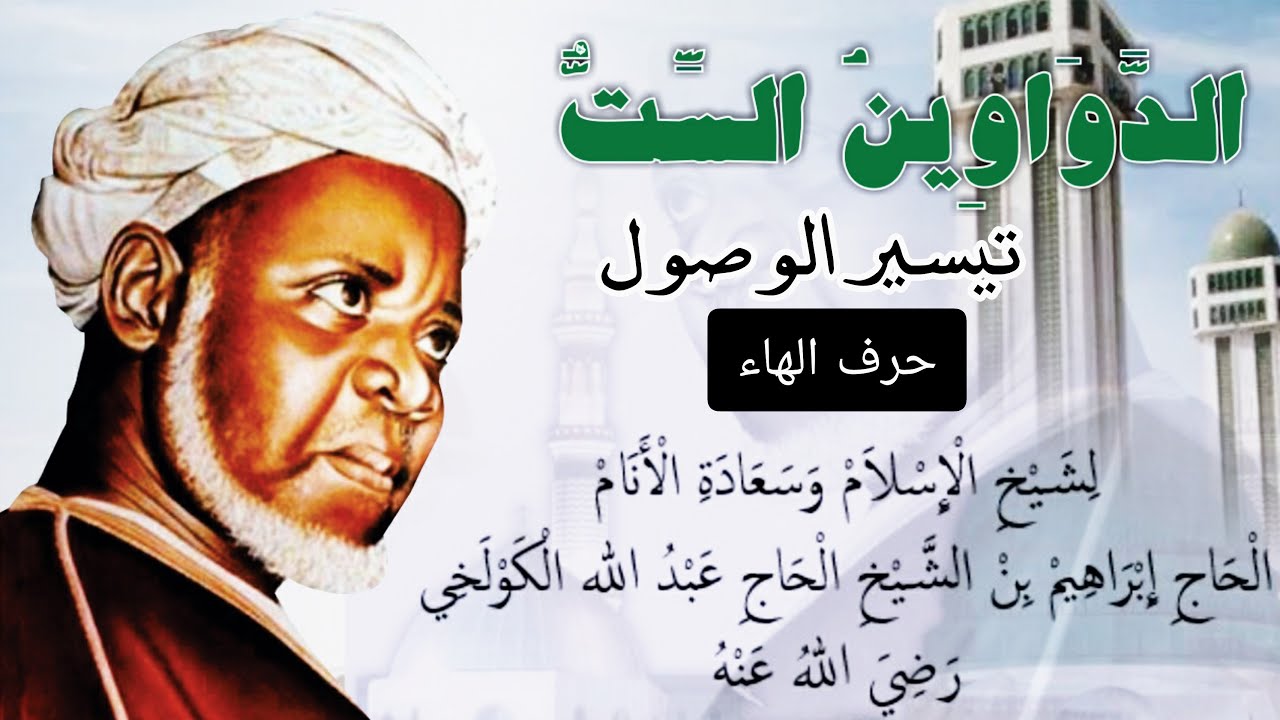 الدَّوَاوِينُ السِّتُّ
تيسير الوصول
حرف الهاء
لِشَيْخِ الْإِسْلَامْ وَسَعَادَةِ الْأَنَامْ
الْحَاجِ إِبْرَاهِيمْ بِنْ الشَّيْخِ الْحَاجِ عَبْدُ الله الْكَوْلَخِي
رَضِيَ اللهُ عَنْهُ